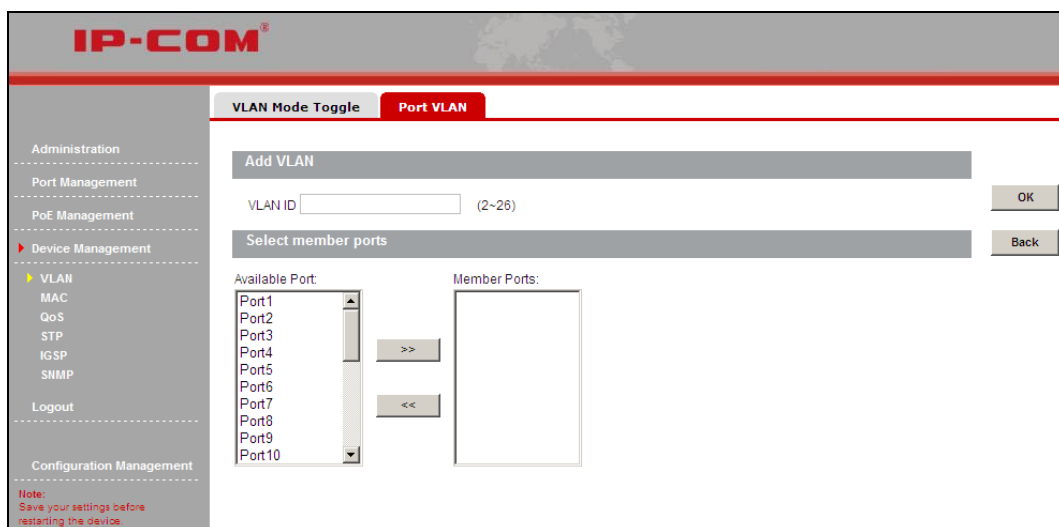 IP-COM®
VLAN Mode Toggle Port VLAN
Administration
Port Management
PoE Management
Device Management
VLAN
MAC
QoS
STP
IGSP
SNMP
Logout
Configuration Management
Note:
Save your settings before
restarting the device.
Add VLAN
VLAN ID (2~26)
OK
Select member ports
Back
Available Port: Member Ports:
Port1
Port2
Port3
Port4
Port5
Port6
Port7
Port8
Port9
Port10
>>
<<